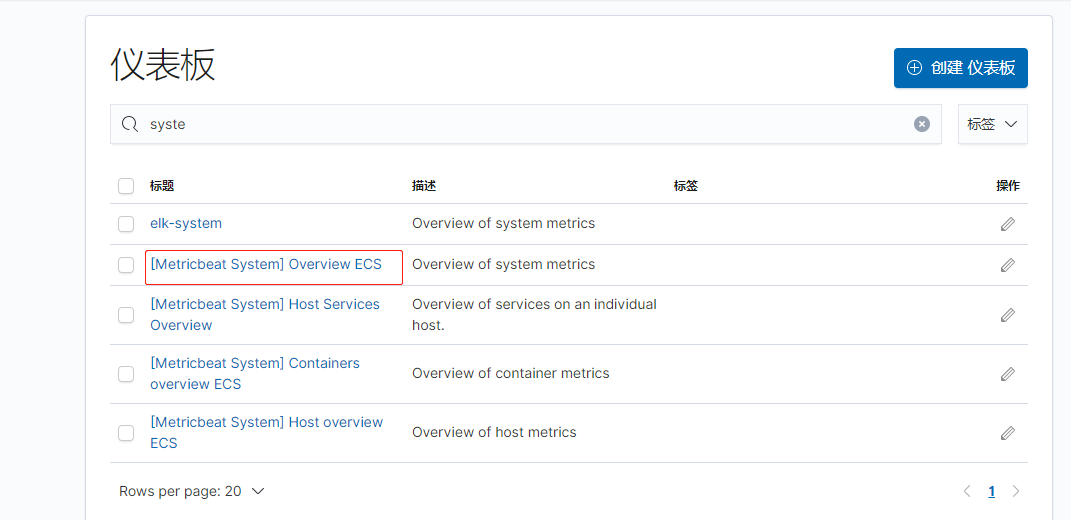 仪表板
创建 仪表板
syste
标签
标题 描述 标签 操作
elk-system Overview of system metrics
[Metricbeat System] Overview ECS Overview of system metrics
[Metricbeat System] Host Services Overview of services on an individual
Overview host.
[Metricbeat System] Containers
overview ECS
Overview of container metrics
[Metricbeat System] Host overview
ECS
Overview of host metrics
Rows per page: 20
1